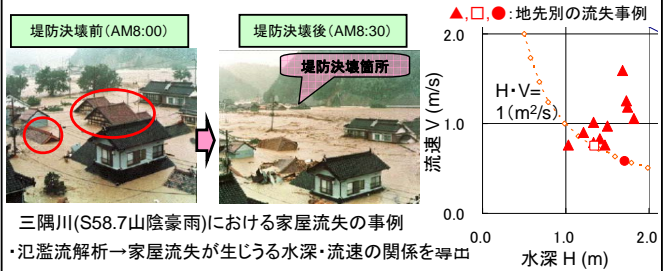 堤防決壊前(AM8:00)
堤防決壊後(AM8:30)
堤防決壊箇所
▲,□,●:地先別の流失事例
2.0
1.0
0.0
流速 V (m/s)
H・V=
1(m²/s)
0.0 1.0 2.0
水深 H (m)
三隅川(S58.7山陰豪雨)における家屋流失の事例
・氾濫流解析→家屋流失が生じうる水深・流速の関係を導出